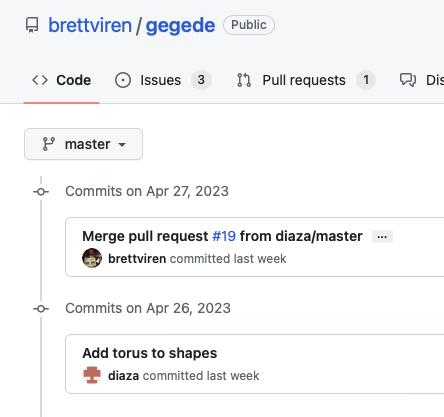 brettviren / gegede Public
<> Code Issues 3 Pull requests 1 Dis
master
Commits on Apr 27, 2023
Merge pull request #19 from diaza/master ...
brettviren committed last week
Commits on Apr 26, 2023
Add torus to shapes
diaza committed last week